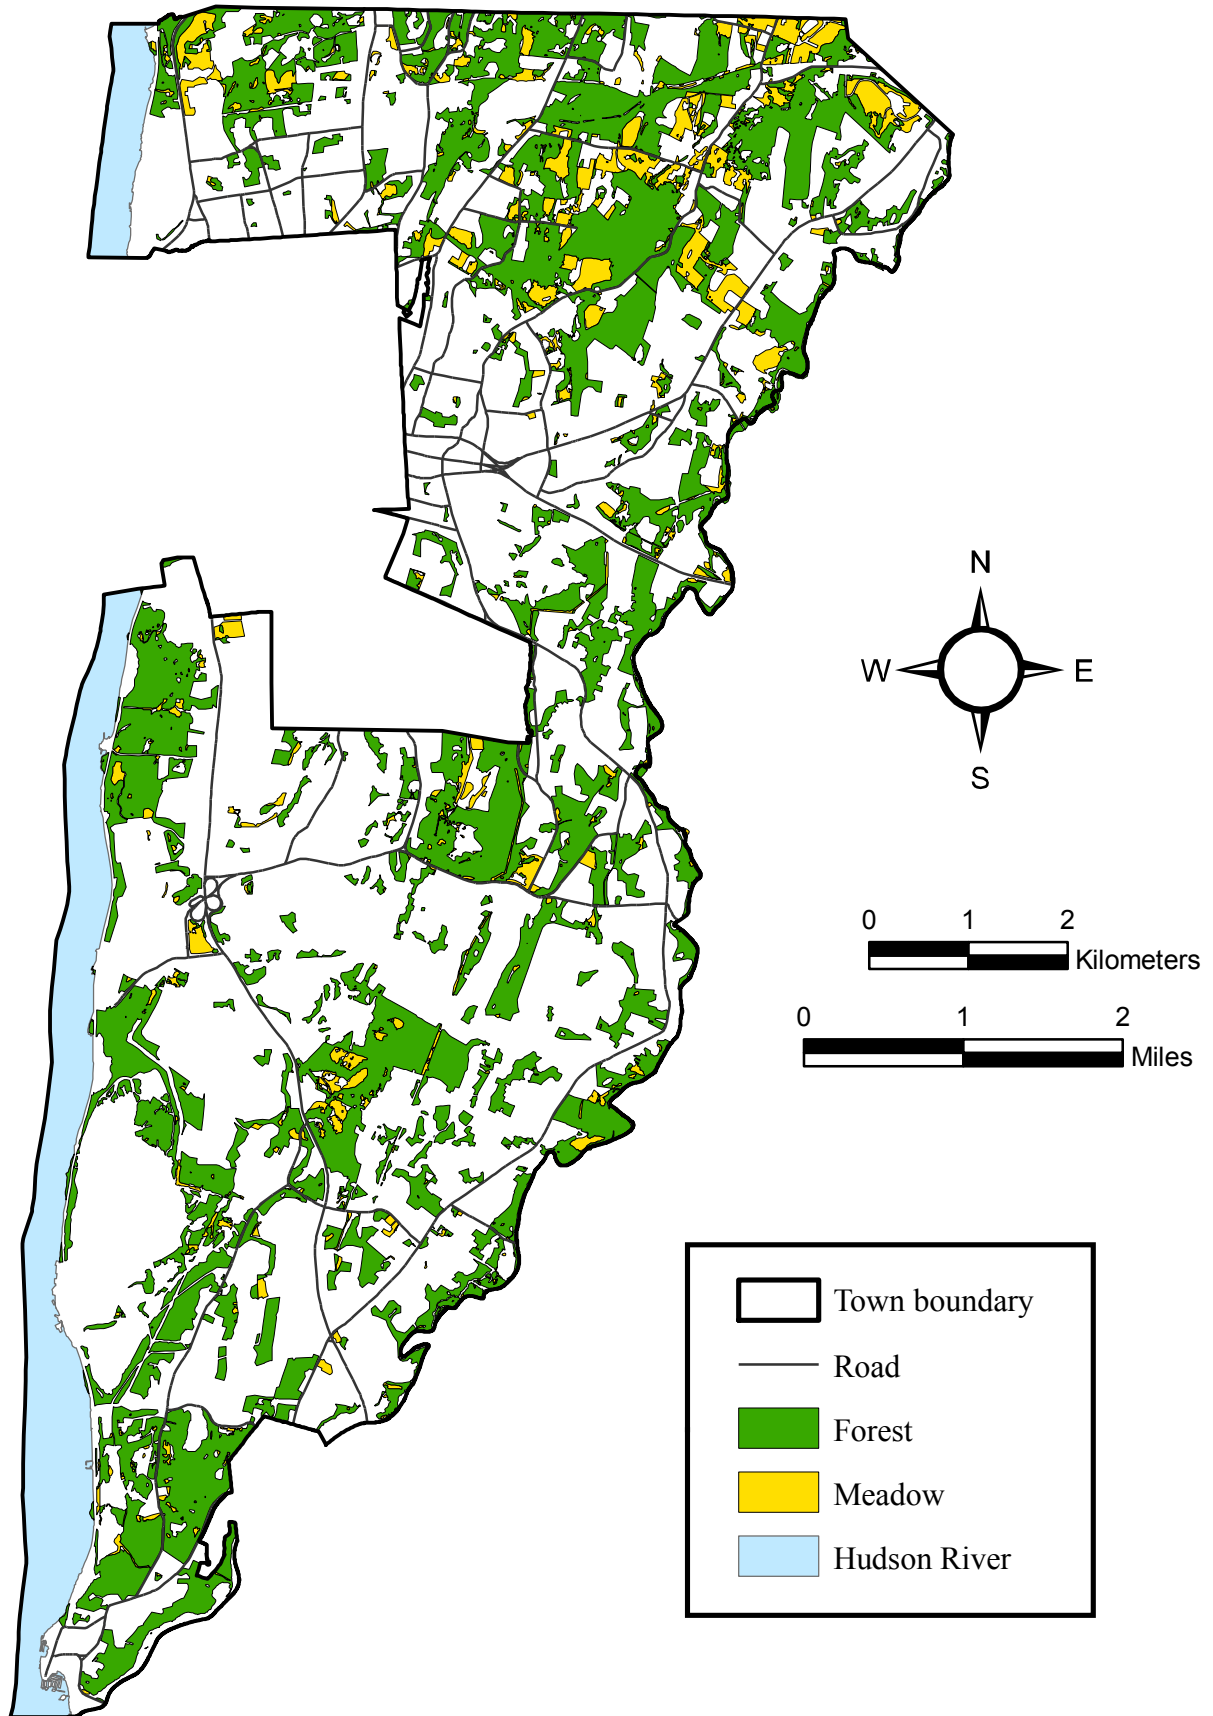 N
W E
S
0 1 2
Kilometers
0 1 2
Miles
Town boundary
Road
Forest
Meadow
Hudson River